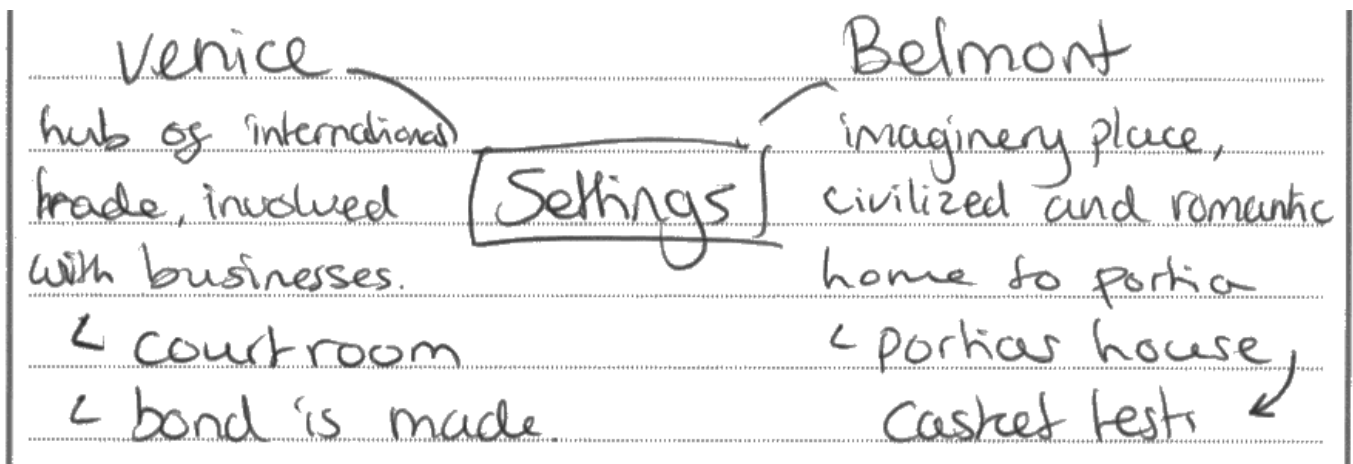 Venice
hub of international
trade, involved
with businesses.
courtroom
bond is made.
Settings
Belmont
imaginery place,
civilized and romantic
home to portia
portias house
Casket test